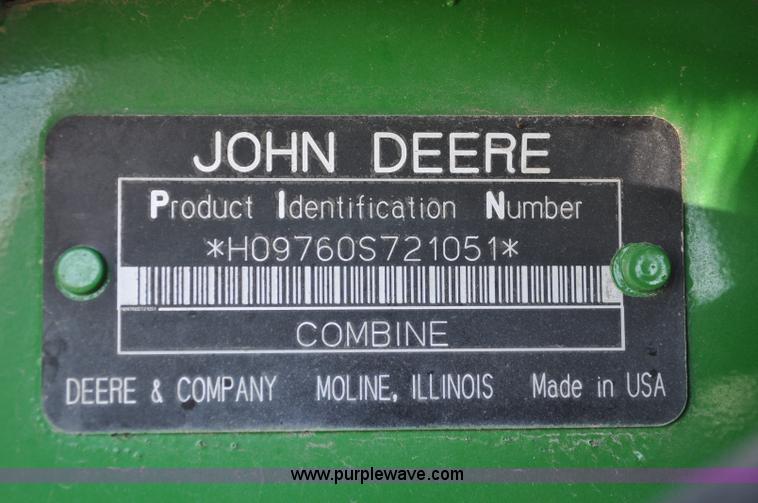 JOHN DEERE
Product Identification Number
*H09760S721051*
COMBINE
DEERE & COMPANY MOLINE, ILLINOIS Made in USA
www.purplewave.com